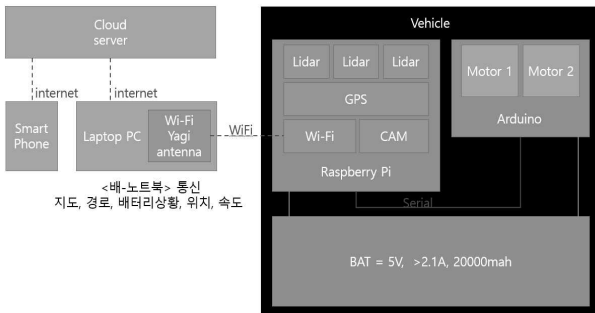 Cloud
server
internet
internet
Smart
Phone
Laptop PC
Wi-Fi
Yagi
antenna
WiFi
<배-노트북> 통신
지도, 경로, 배터리상황, 위치, 속도
Vehicle
Lidar
Lidar
Lidar
GPS
Wi-Fi
CAM
Raspberry Pi
Motor 1
Motor 2
Arduino
Serial
BAT = 5V, >2.1A, 20000mah